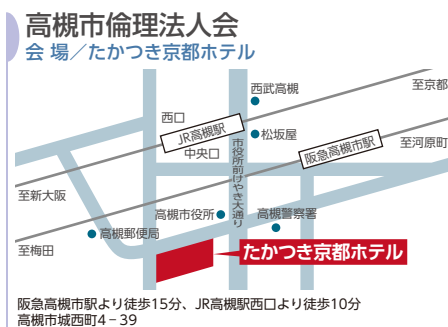 高槻市倫理法人会
会 場／たかつき京都ホテル
西武高槻
至京都
西口
JR高槻駅
松坂屋
中央口
阪急高槻市駅
至河原町
市役所前けやき大通り
至新大阪
高槻市役所
高槻警察署
高槻郵便局
至梅田
たかつき京都ホテル
阪急高槻市駅より徒歩15分、JR高槻駅西口より徒歩10分
高槻市城西町4－39